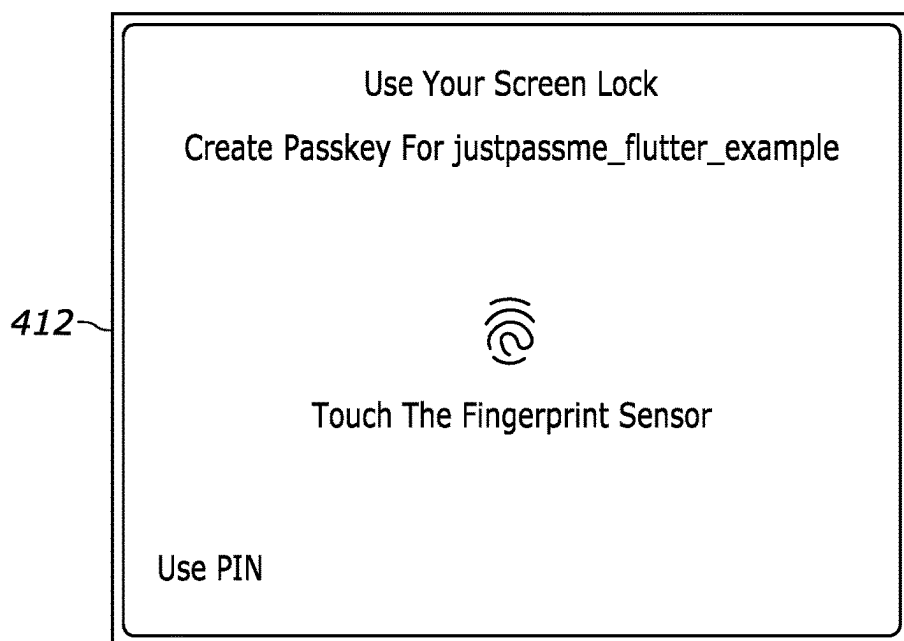 Use Your Screen Lock
Create Passkey For justpassme_flutter_example
412
Touch The Fingerprint Sensor
Use PIN